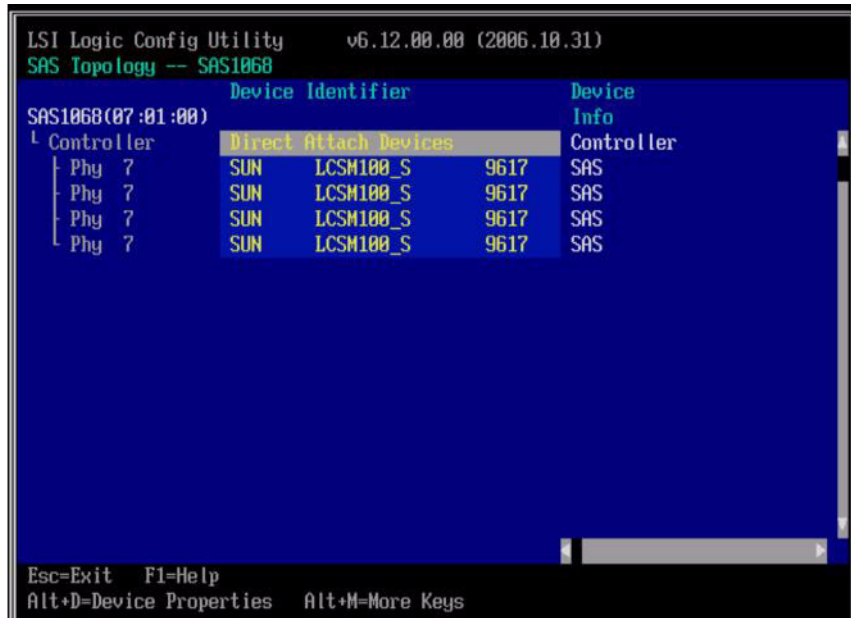 LSI Logic Config Utility v6.12.00.00 (2006.10.31)
SAS Topology -- SAS1068
Device Identifier Device
SAS1068(07:01:00) Info
└ Controller Direct Attach Devices Controller
├ Phy 7 SUN LCSM100_S 9617 SAS
├ Phy 7 SUN LCSM100_S 9617 SAS
├ Phy 7 SUN LCSM100_S 9617 SAS
└ Phy 7 SUN LCSM100_S 9617 SAS
Esc=Exit F1=Help
Alt+D=Device Properties Alt+M=More Keys